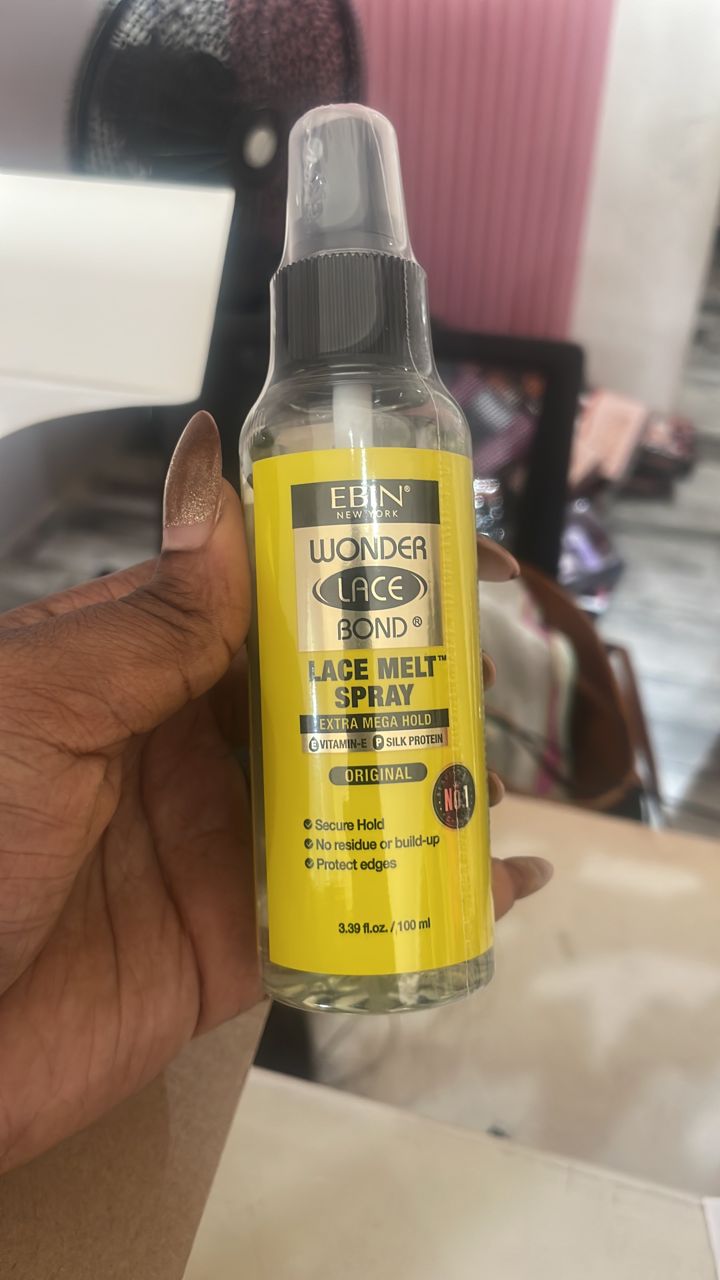 EBIN®
NEW YORK
WONDER
LACE
BOND®
LACE MELT™
SPRAY
EXTRA MEGA HOLD
E VITAMIN-E P SILK PROTEIN
ORIGINAL
NO.1
Secure Hold
No residue or build-up
Protect edges
3.39 fl.oz. / 100 ml